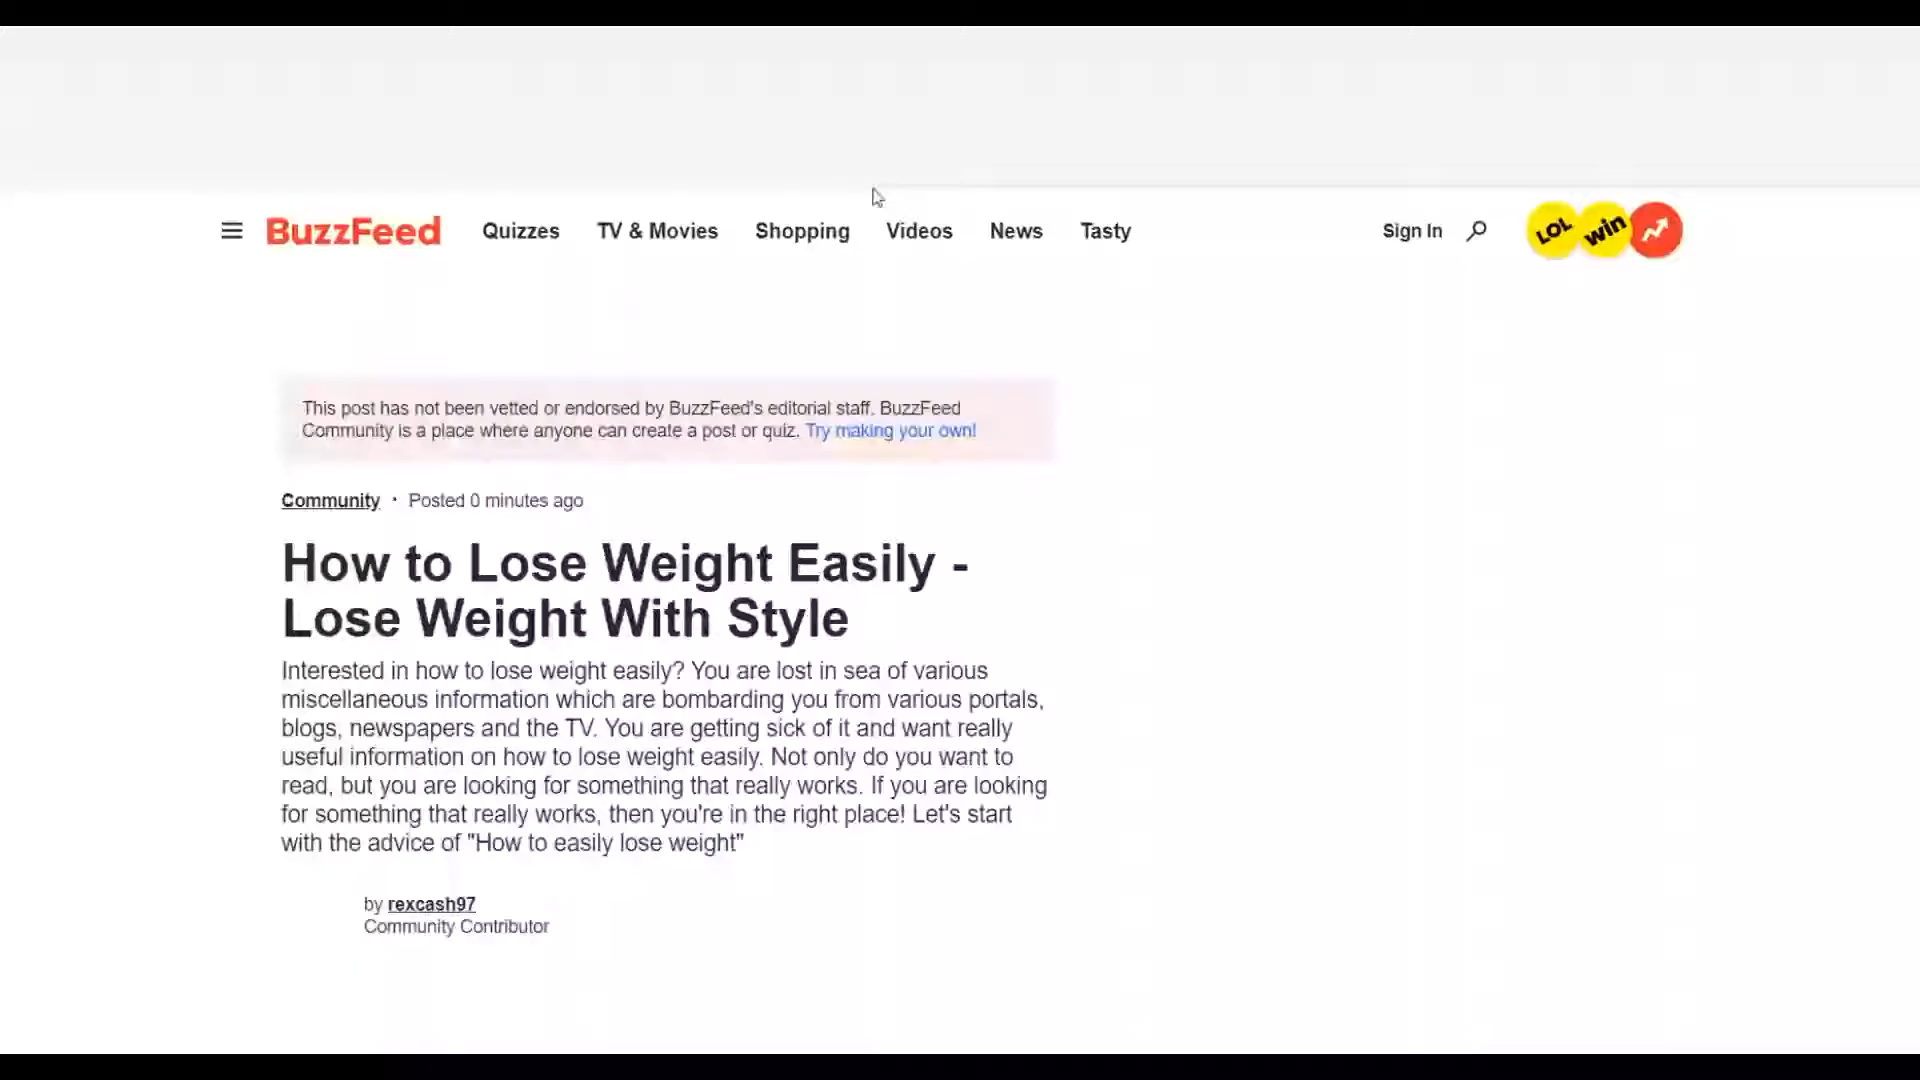 BuzzFeed Quizzes TV & Movies Shopping Videos News Tasty Sign In LOL win
This post has not been vetted or endorsed by BuzzFeed's editorial staff. BuzzFeed
Community is a place where anyone can create a post or quiz. Try making your own!
Community · Posted 0 minutes ago
How to Lose Weight Easily -
Lose Weight With Style
Interested in how to lose weight easily? You are lost in sea of various
miscellaneous information which are bombarding you from various portals,
blogs, newspapers and the TV. You are getting sick of it and want really
useful information on how to lose weight easily. Not only do you want to
read, but you are looking for something that really works. If you are looking
for something that really works, then you're in the right place! Let's start
with the advice of "How to easily lose weight"
by rexcash97
Community Contributor